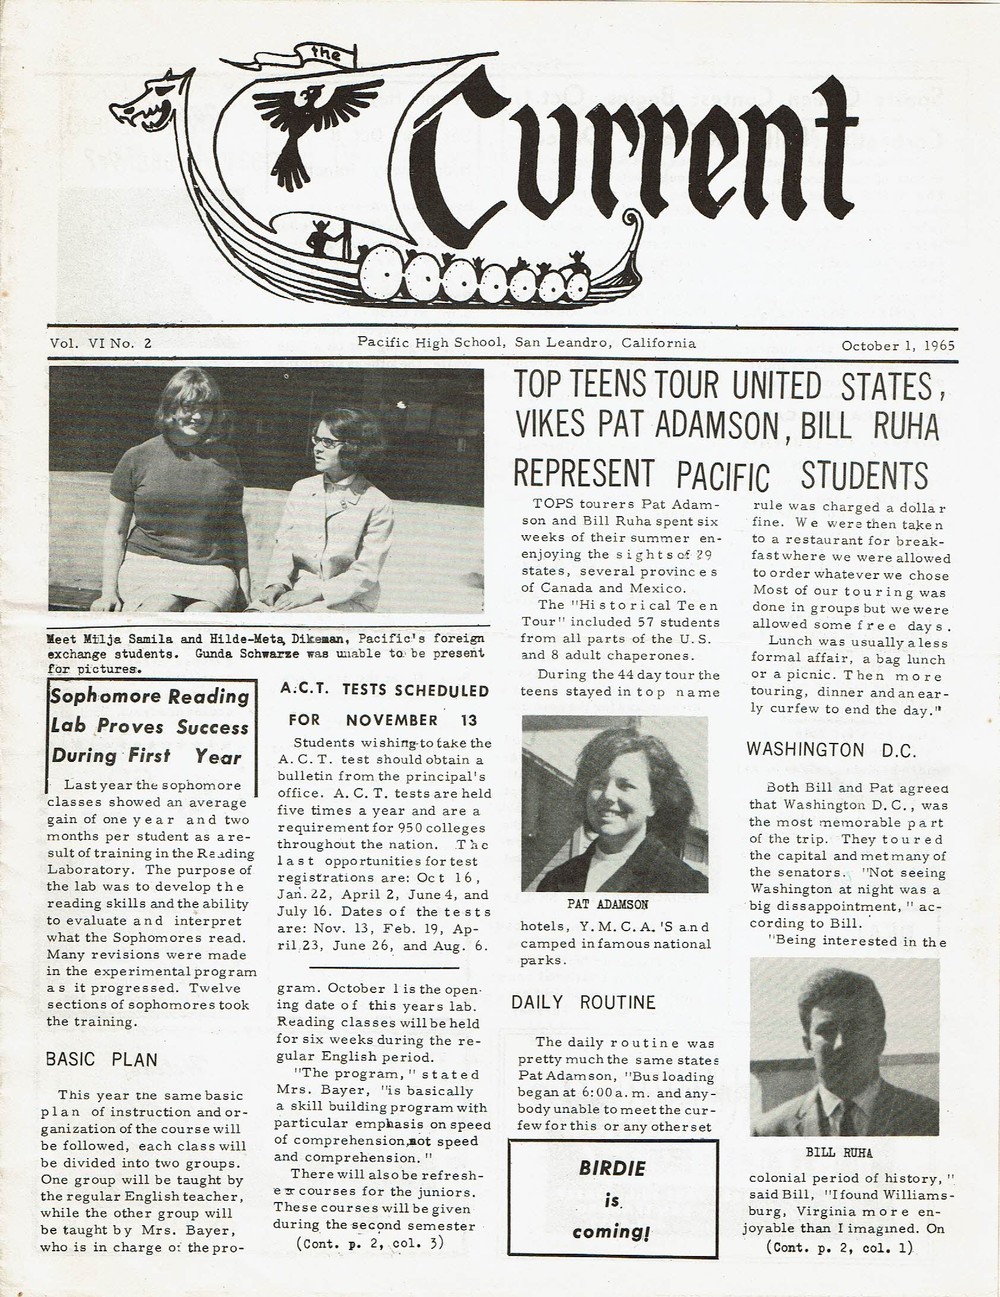 the
Current
Vol. VI No. 2
Pacific High School, San Leandro, California
October 1, 1965
Meet Milja Samila and Hilde-Meta Dikeman, Pacific's foreign
exchange students. Gunda Schwarze was unable to be present
for pictures.
Sophomore Reading
Lab Proves Success
During First Year
Last year the sophomore
classes showed an average
gain of one year and two
months per student as a re-
sult of training in the Reading
Laboratory. The purpose of
the lab was to develop the
reading skills and the ability
to evaluate and interpret
what the Sophomores read.
Many revisions were made
in the experimental program
as it progressed. Twelve
sections of sophomores took
the training.
BASIC PLAN
This year the same basic
plan of instruction and or-
ganization of the course will
be followed, each class will
be divided into two groups.
One group will be taught by
the regular English teacher,
while the other group will
be taught by Mrs. Bayer,
who is in charge of the pro-
A.C.T. TESTS SCHEDULED
FOR NOVEMBER 13
Students wishing to take the
A.C.T. test should obtain a
bulletin from the principal's
office. A.C.T. tests are held
five times a year and are a
requirement for 950 colleges
throughout the nation. The
last opportunities for test
registrations are: Oct 16,
Jan. 22, April 2, June 4, and
July 16. Dates of the tests
are: Nov. 13, Feb. 19, Ap-
ril 23, June 26, and Aug. 6.
gram. October 1 is the open-
ing date of this years lab.
Reading classes will be held
for six weeks during the re-
gular English period.
"The program," stated
Mrs. Bayer, "is basically
a skill building program with
particular emphasis on speed
of comprehension, not speed
and comprehension."
There will also be refresh-
er courses for the juniors.
These courses will be given
during the second semester
(Cont. p. 2, col. 3)
TOP TEENS TOUR UNITED STATES,
VIKES PAT ADAMSON, BILL RUHA
REPRESENT PACIFIC STUDENTS
TOPS tourers Pat Adam-
son and Bill Ruha spent six
weeks of their summer en-
enjoying the sights of 29
states, several provinces
of Canada and Mexico.
The "Historical Teen
Tour" included 57 students
from all parts of the U.S.
and 8 adult chaperones.
During the 44 day tour the
teens stayed in top name
PAT ADAMSON
hotels, Y.M.C.A.'S and
camped in famous national
parks.
DAILY ROUTINE
The daily routine was
pretty much the same states
Pat Adamson, "Bus loading
began at 6:00 a.m. and any-
body unable to meet the cur-
few for this or any other set
BIRDIE
is
coming!
rule was charged a dollar
fine. We were then taken
to a restaurant for break-
fast where we were allowed
to order whatever we chose
Most of our touring was
done in groups but we were
allowed some free days.
Lunch was usually a less
formal affair, a bag lunch
or a picnic. Then more
touring, dinner and an ear-
ly curfew to end the day."
WASHINGTON D.C.
Both Bill and Pat agreed
that Washington D.C., was
the most memorable part
of the trip. They toured
the capital and met many of
the senators. "Not seeing
Washington at night was a
big dissappointment," ac-
cording to Bill.
"Being interested in the
BILL RUHA
colonial period of history,"
said Bill, "I found Williams-
burg, Virginia more en-
joyable than I imagined. On
(Cont. p. 2, col. 1)